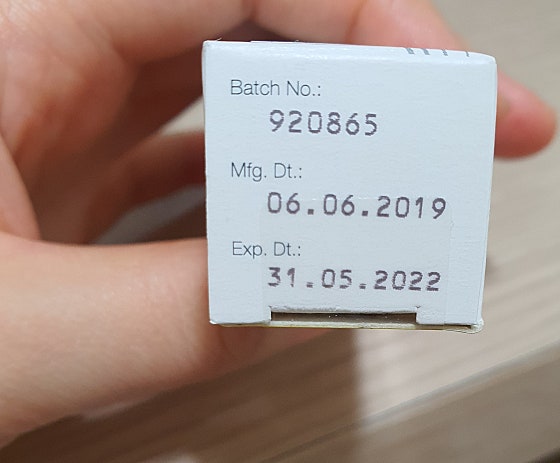 Batch No.:
920865
Mfg. Dt.:
06.06.2019
Exp. Dt.:
31.05.2022